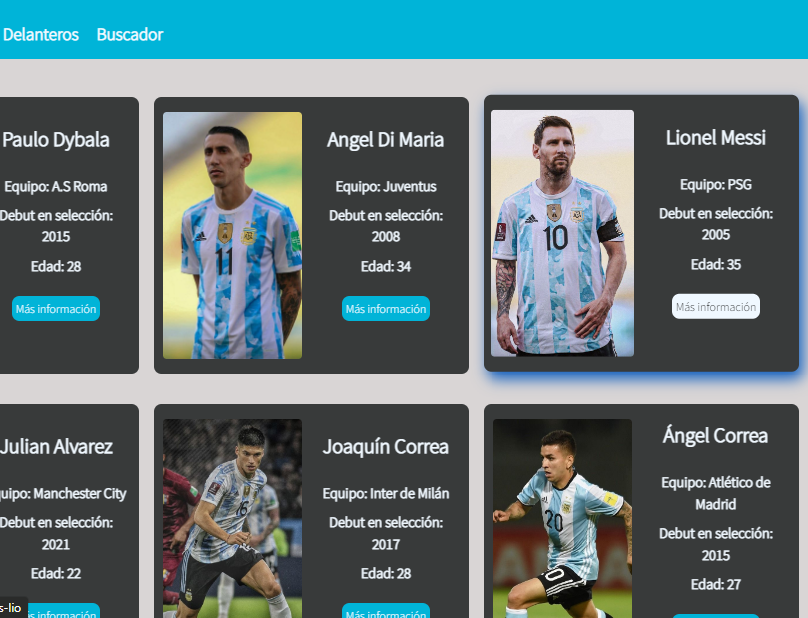 Delanteros Buscador
Paulo Dybala
Equipo: A.S Roma
Debut en selección:
2015
Edad: 28
Más información
11
Angel Di Maria
Equipo: Juventus
Debut en selección:
2008
Edad: 34
Más información
10
Lionel Messi
Equipo: PSG
Debut en selección:
2005
Edad: 35
Más información
Julian Alvarez
uipo: Manchester City
Debut en selección:
2021
Edad: 22
s-lio
s información
Joaquín Correa
Equipo: Inter de Milán
Debut en selección:
2017
Edad: 28
Más información
20
Ángel Correa
Equipo: Atlético de
Madrid
Debut en selección:
2015
Edad: 27